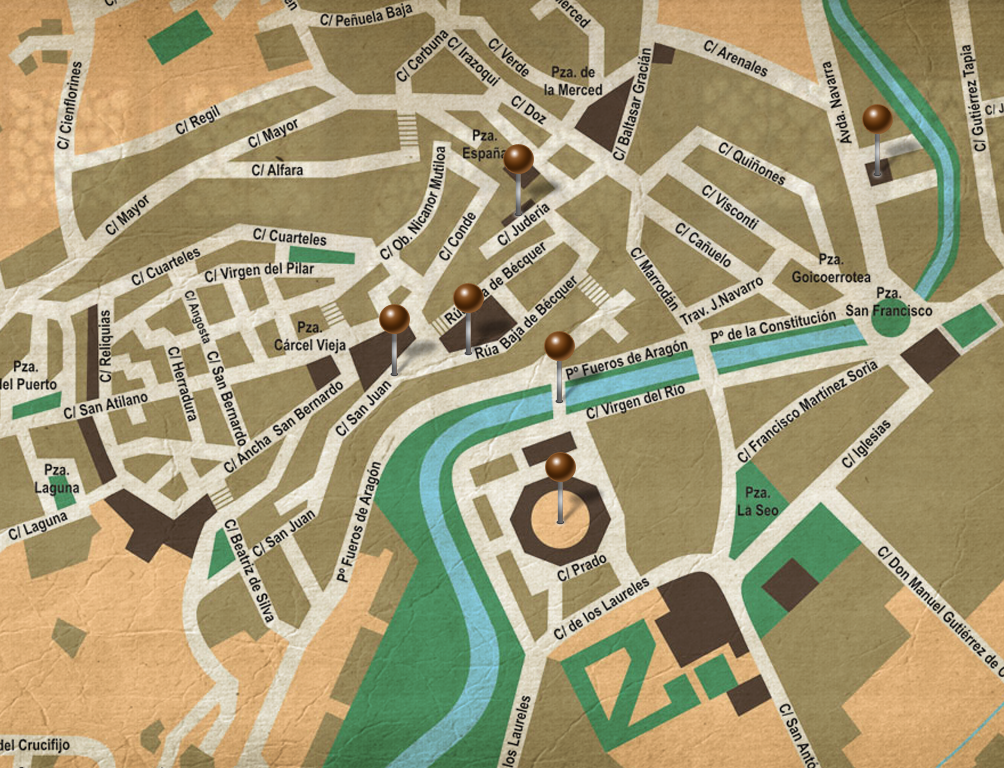 C/ Peñuela Baja
C/ Cerbuna
C/ Irazoqui
C/ Verde
Merced
Pza. de
la Merced
C/ Baltasar Gracián
C/ Arenales
Avda. Navarra
C/ Gutiérrez Tapia
C/ J
C/ Cienflorines
C/ Regil
C/ Mayor
C/ Doz
C/ Alfara
Pza.
España
C/ Ob. Nicanor Mutiloa
C/ Conde
C/ Judería
C/ Quiñones
C/ Visconti
C/ Cañuelo
C/ Mayor
C/ Cuarteles
C/ Cuarteles
C/ Virgen del Pilar
a de Bécquer
Rúa Baja de Bécquer
C/ Marrodán
Trav. J.Navarro
Pza.
Goicoerrotea
Pza.
San Francisco
C/ Reliquias
C/ Angosta
C/ Herradura
C/ San Bernardo
Pza.
Cárcel Vieja
Pº de la Constitución
Pº Fueros de Aragón
C/ Virgen del Río
Pza.
del Puerto
C/ San Atilano
C/ Ancha San Bernardo
C/ San Juan
C/ Francisco Martínez Soria
C/ Iglesias
Pza.
Laguna
C/ Laguna
Pº Fueros de Aragón
C/ San Juan
C/ Beatriz de Silva
Pza.
La Seo
C/ Prado
C/ de los Laureles
C/ Don Manuel Gutiérrez de C
los Laureles
C/ San Antó
del Crucifijo